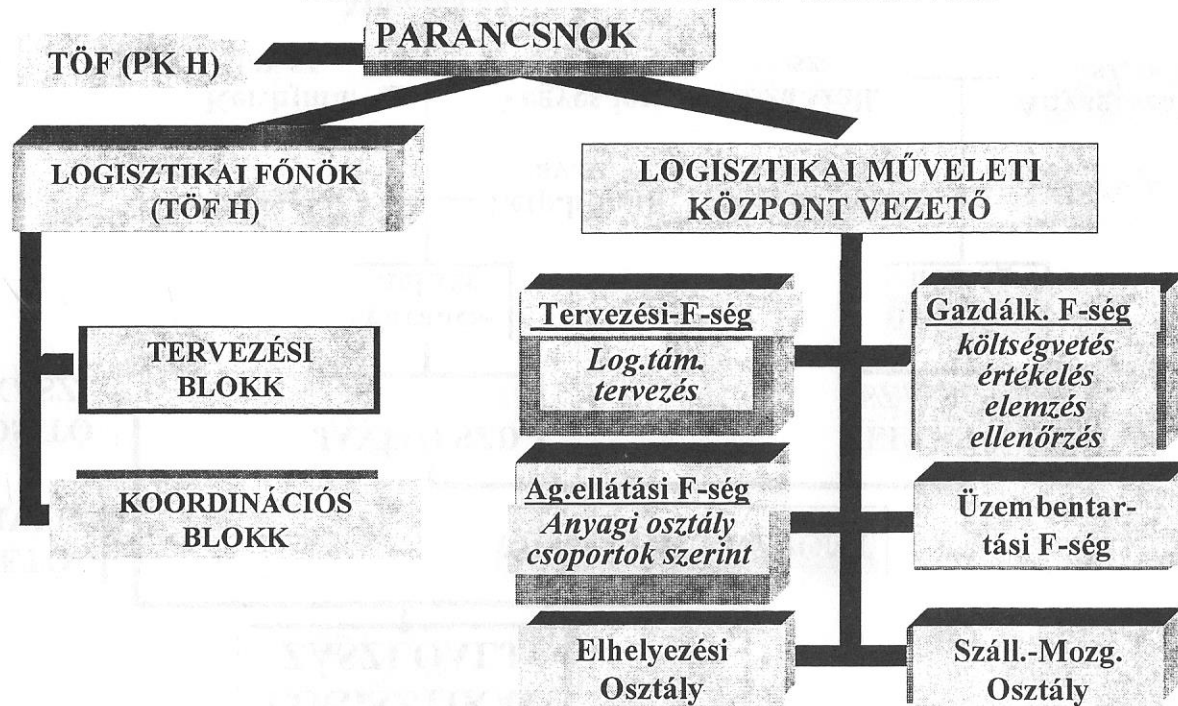 PARANCSNOK
TÖF (PK H)
LOGISZTIKAI FŐNÖK
(TÖF H)
LOGISZTIKAI MŰVELETI
KÖZPONT VEZETŐ
TERVEZÉSI
BLOKK
KOORDINÁCIÓS
BLOKK
Tervezési-F-ség
Log.tám.
tervezés
Gazdálk. F-ség
költségvetés
értékelés
elemzés
ellenőrzés
Ag.ellátási F-ség
Anyagi osztály
csoportok szerint
Üzembentar-
tási F-ség
Elhelyezési
Osztály
Száll.-Mozg.
Osztály